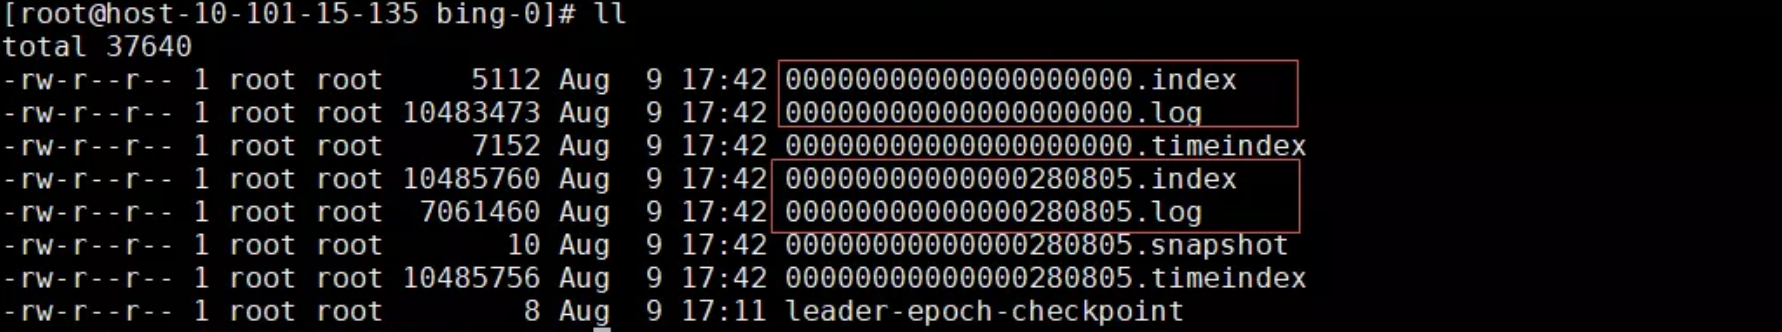 [root@host-10-101-15-135 bing-0]# ll
total 37640
-rw-r--r-- 1 root root     5112 Aug  9 17:42 00000000000000000000.index
-rw-r--r-- 1 root root 10483473 Aug  9 17:42 00000000000000000000.log
-rw-r--r-- 1 root root     7152 Aug  9 17:42 00000000000000000000.timeindex
-rw-r--r-- 1 root root 10485760 Aug  9 17:42 00000000000000280805.index
-rw-r--r-- 1 root root  7061460 Aug  9 17:42 00000000000000280805.log
-rw-r--r-- 1 root root       10 Aug  9 17:42 00000000000000280805.snapshot
-rw-r--r-- 1 root root 10485756 Aug  9 17:42 00000000000000280805.timeindex
-rw-r--r-- 1 root root        8 Aug  9 17:11 leader-epoch-checkpoint